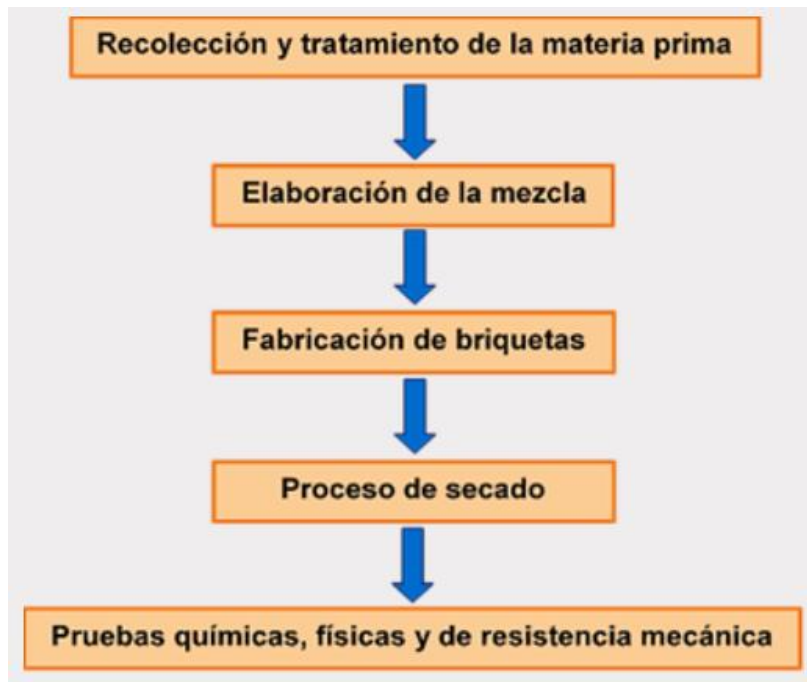 Recolección y tratamiento de la materia prima
Elaboración de la mezcla
Fabricación de briquetas
Proceso de secado
Pruebas químicas, físicas y de resistencia mecánica